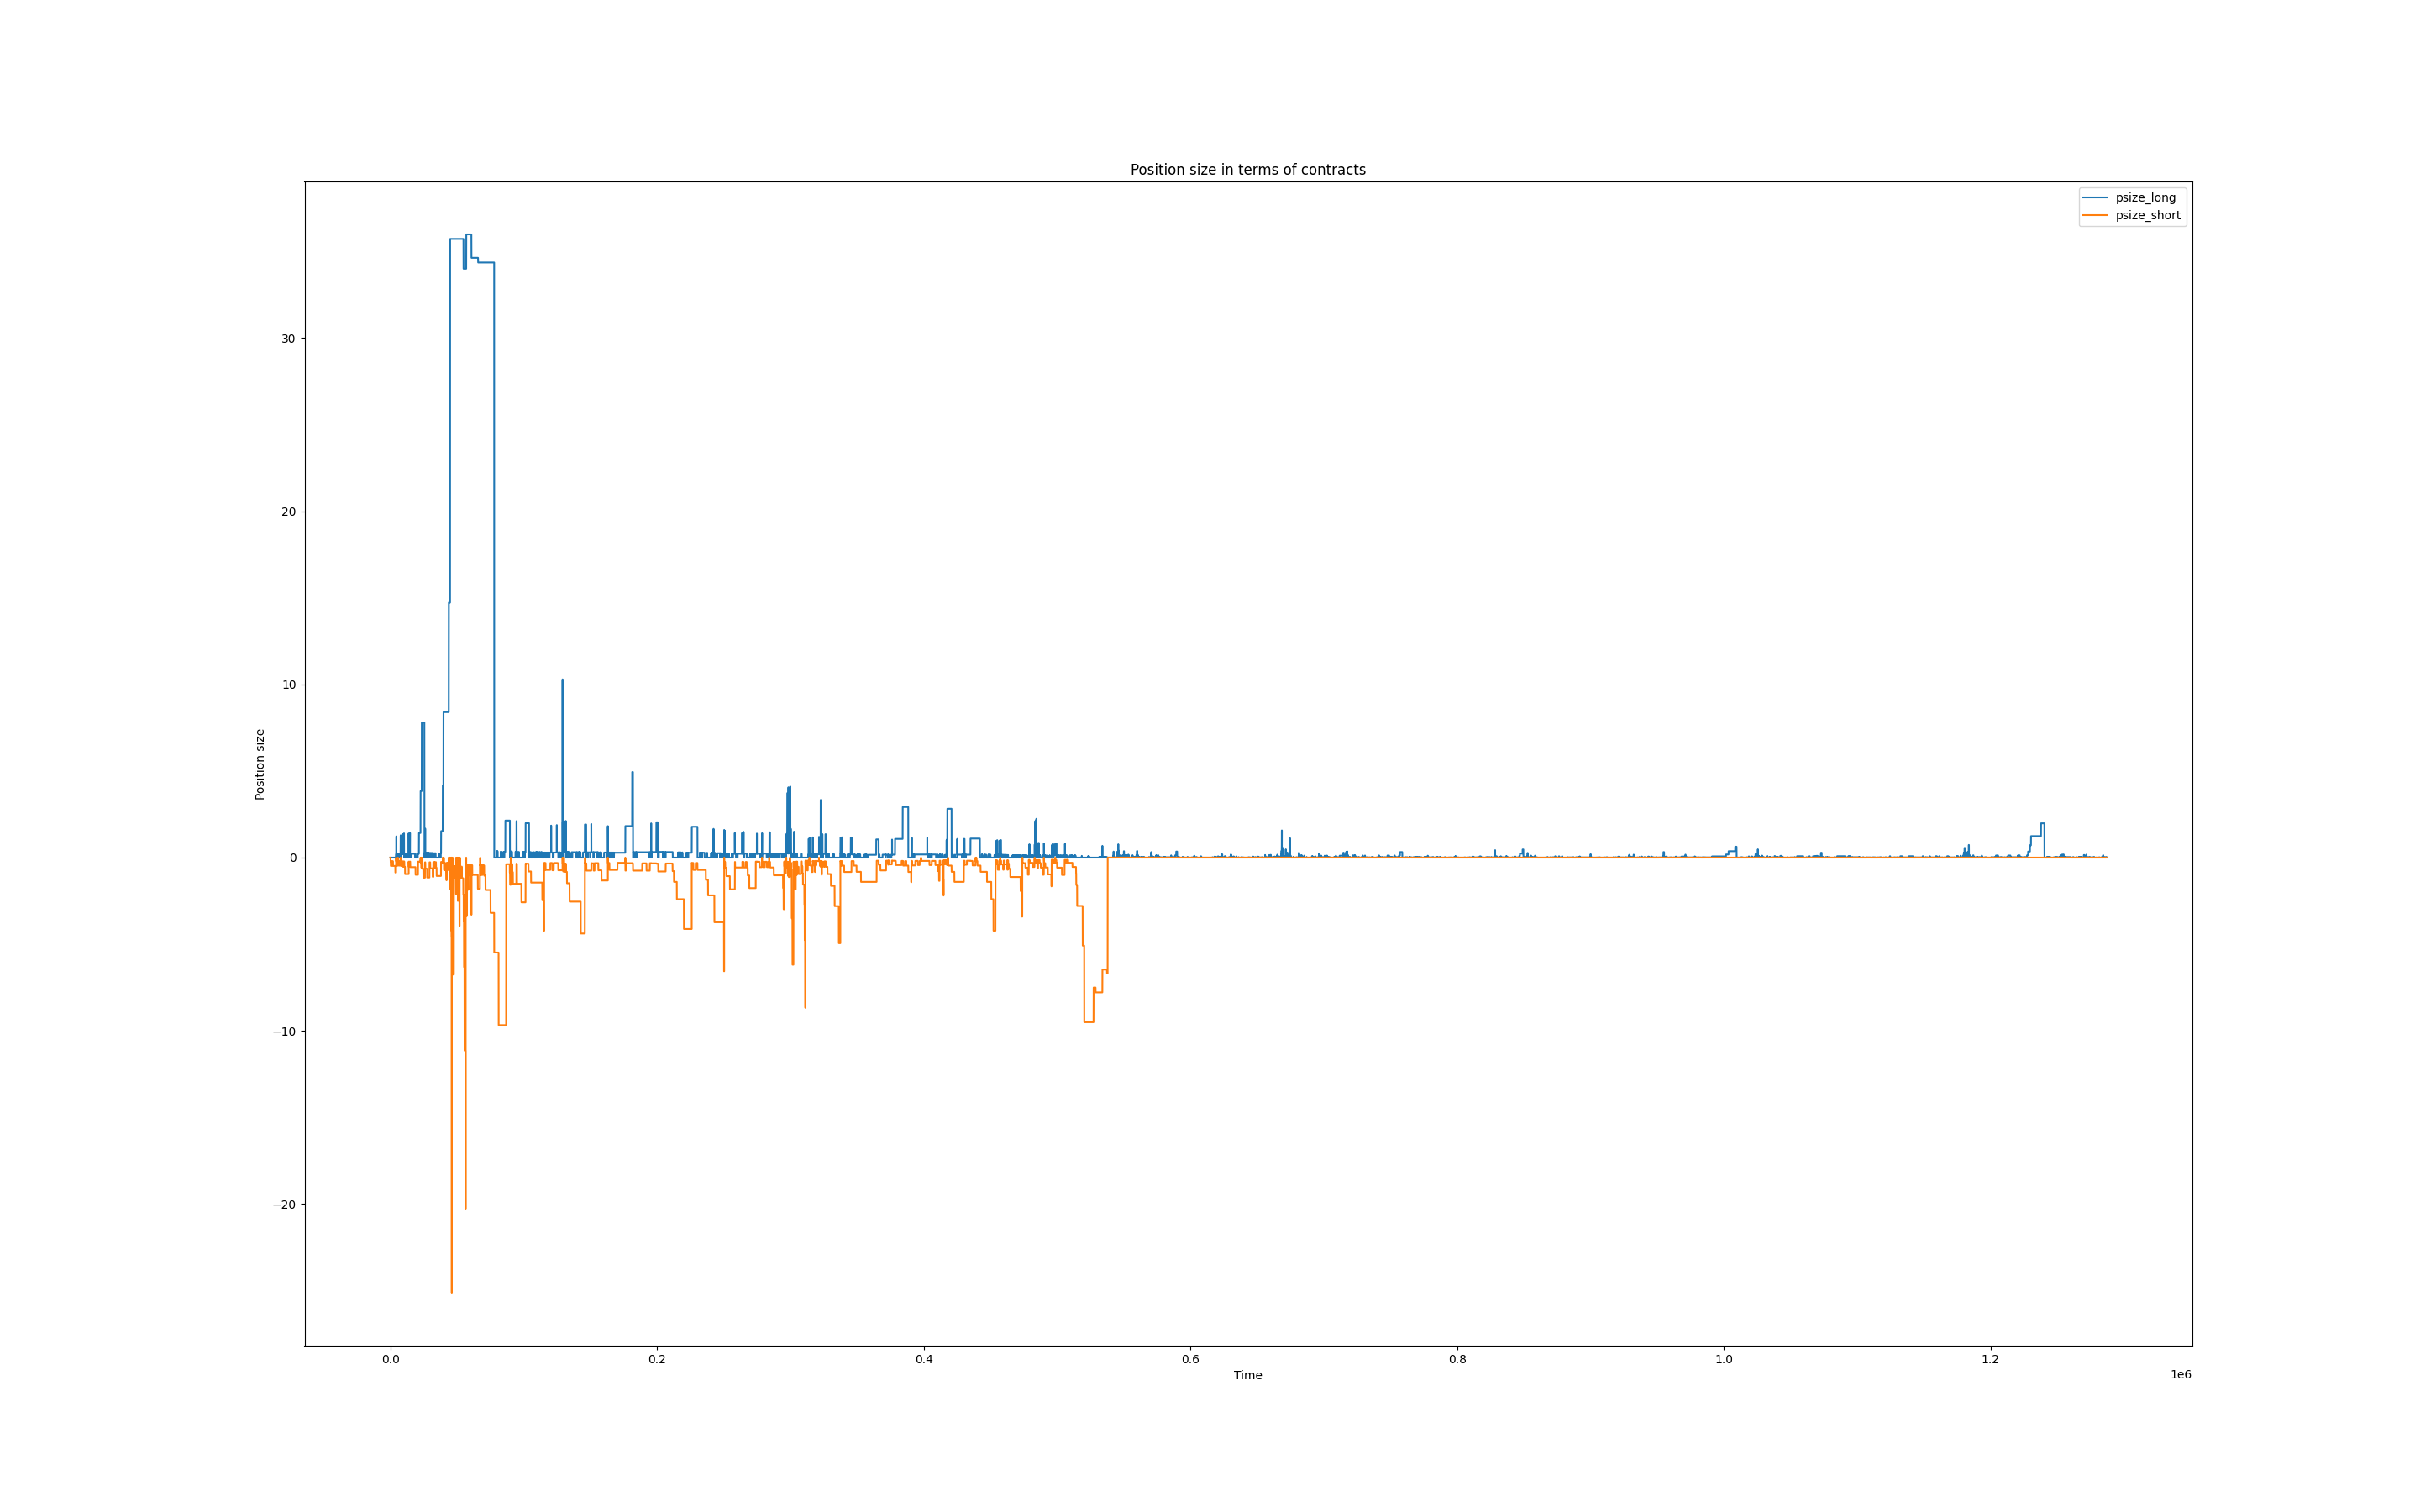 Position size in terms of contracts
psize_long
psize_short
Position size
30
20
10
0
−10
−20
0.0
0.2
0.4
0.6
0.8
1.0
1.2
Time
1e6